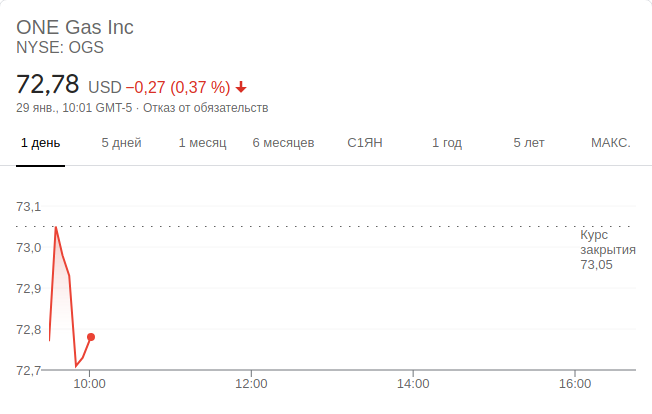 ONE Gas Inc
NYSE: OGS
72,78 USD −0,27 (0,37 %)
29 янв., 10:01 GMT-5 · Отказ от обязательств
1 день 5 дней 1 месяц 6 месяцев С1ЯН 1 год 5 лет МАКС.
73,1
Курс
закрытия
73,05
73,0
72,9
72,8
72,7
10:00 12:00 14:00 16:00